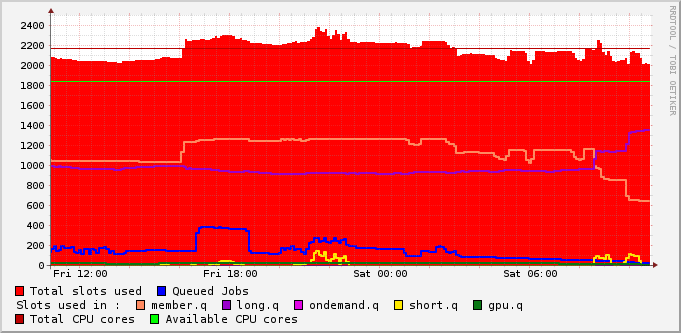 2400
2200
2000
1800
1600
1400
1200
1000
800
600
400
200
0
Fri 12:00 Fri 18:00 Sat 00:00 Sat 06:00
RRDTOOL / TOBI OETIKER
Total slots used Queued Jobs
Slots used in : member.q long.q ondemand.q short.q gpu.q
Total CPU cores Available CPU cores